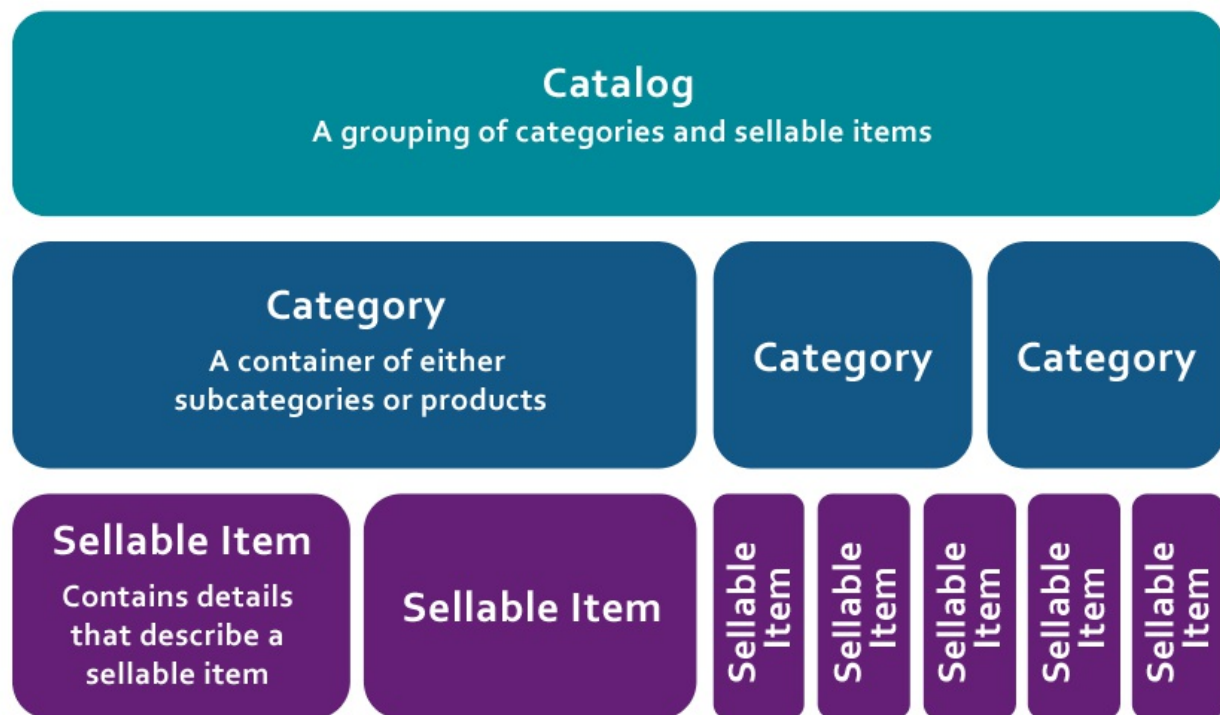 Catalog
A grouping of categories and sellable items
Category
A container of either
subcategories or products
Category
Category
Sellable Item
Contains details
that describe a
sellable item
Sellable Item
Sellable
Item
Sellable
Item
Sellable
Item
Sellable
Item
Sellable
Item